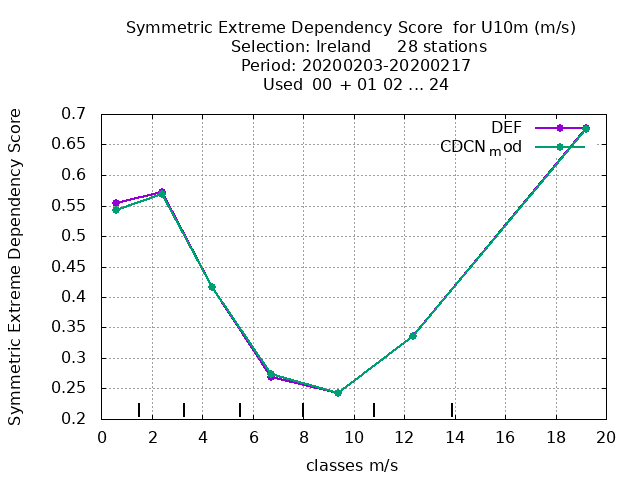 Symmetric Extreme Dependency Score for U10m (m/s)
Selection: Ireland 28 stations
Period: 20200203-20200217
Used 00 + 01 02 ... 24
Symmetric Extreme Dependency Score
0.7
0.65
0.6
0.55
0.5
0.45
0.4
0.35
0.3
0.25
0.2
DEF
CDCNmod
0 2 4 6 8 10 12 14 16 18 20
classes m/s